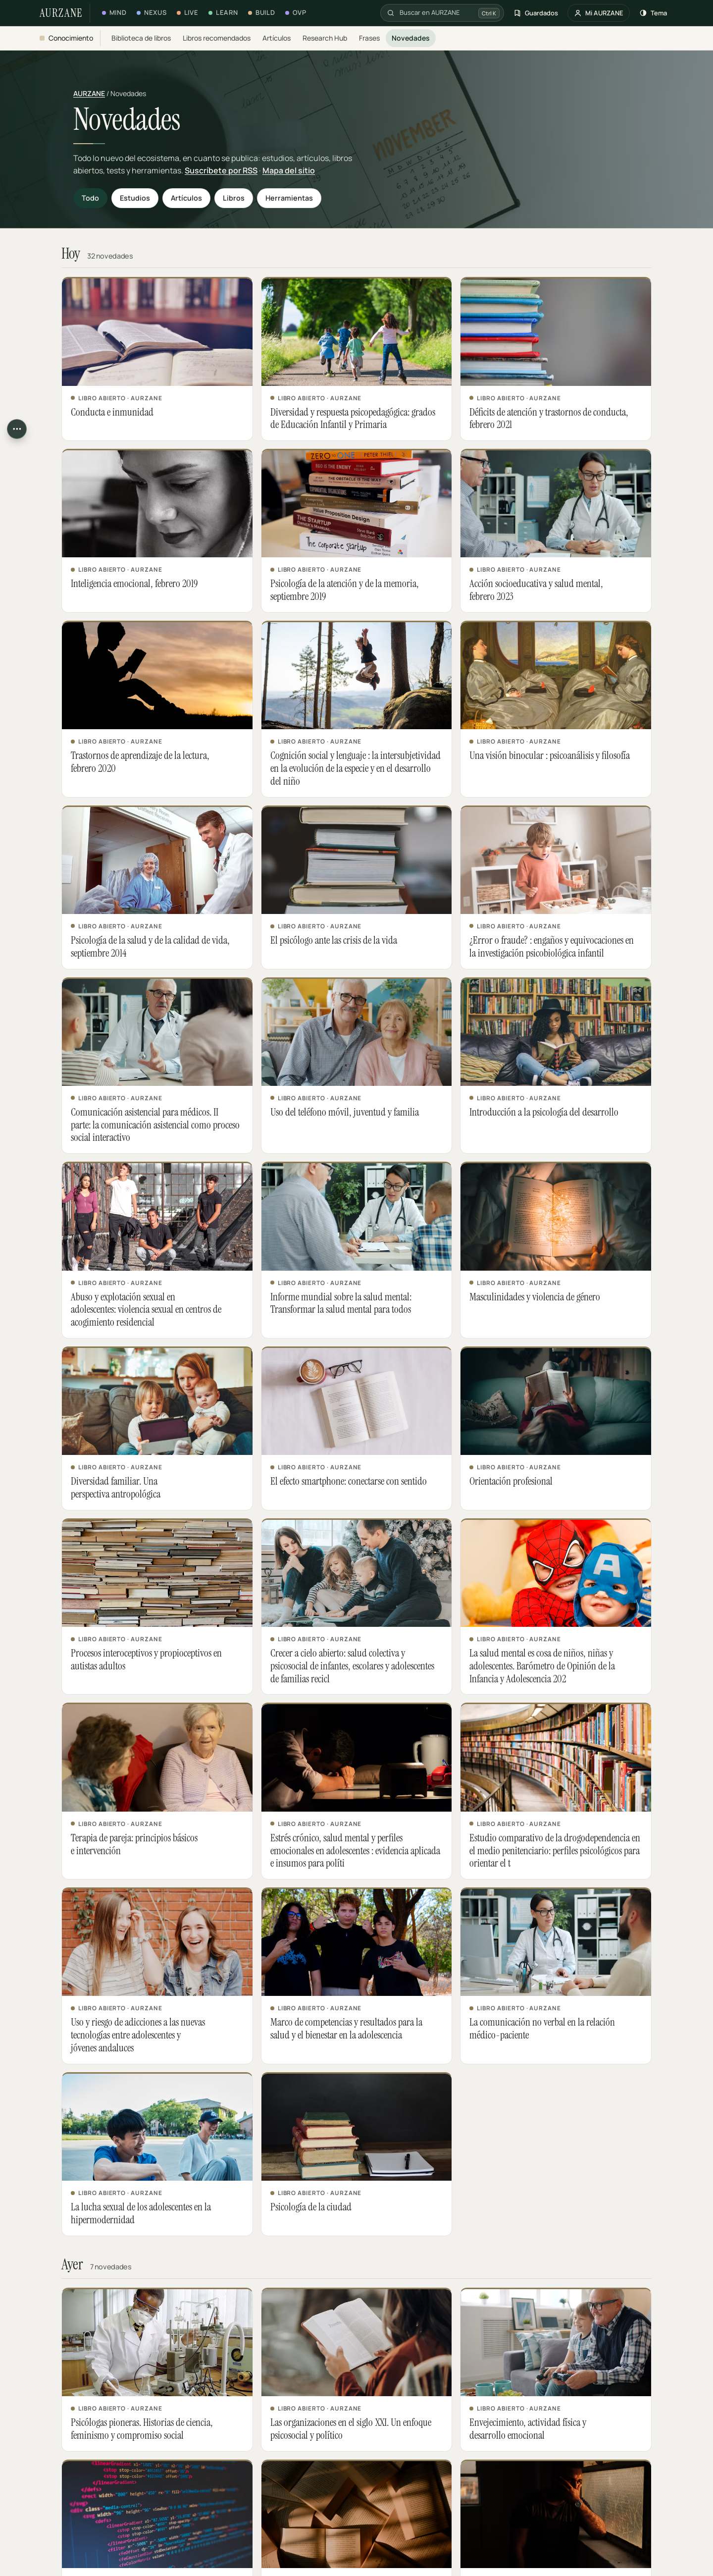 AURZANE
MIND
NEXUS
LIVE
LEARN
BUILD
OVP
Buscar en AURZANE
Ctrl K
Guardados
Mi AURZANE
Tema
Conocimiento
Biblioteca de libros
Libros recomendados
Artículos
Research Hub
Frases
Novedades
NOVEMBER
AURZANE / Novedades
Novedades
Todo lo nuevo del ecosistema, en cuanto se publica: estudios, artículos, libros
abiertos, tests y herramientas. Suscríbete por RSS · Mapa del sitio
Todo
Estudios
Artículos
Libros
Herramientas
Hoy
32 novedades
LIBRO ABIERTO · AURZANE
Conducta e inmunidad
LIBRO ABIERTO · AURZANE
Diversidad y respuesta psicopedagógica: grados
de Educación Infantil y Primaria
LIBRO ABIERTO · AURZANE
Déficits de atención y trastornos de conducta,
febrero 2021
LIBRO ABIERTO · AURZANE
Inteligencia emocional, febrero 2019
ZERO TO ONE PETER THIEL
EGO IS THE ENEMY
THE OBSTACLE IS THE WAY
Value Proposition Design
THE STARTUP
The corporate startup
LIBRO ABIERTO · AURZANE
Psicología de la atención y de la memoria,
septiembre 2019
LIBRO ABIERTO · AURZANE
Acción socioeducativa y salud mental,
febrero 2023
LIBRO ABIERTO · AURZANE
Trastornos de aprendizaje de la lectura,
febrero 2020
LIBRO ABIERTO · AURZANE
Cognición social y lenguaje : la intersubjetividad
en la evolución de la especie y en el desarrollo
del niño
LIBRO ABIERTO · AURZANE
Una visión binocular : psicoanálisis y filosofía
LIBRO ABIERTO · AURZANE
Psicología de la salud y de la calidad de vida,
septiembre 2014
LIBRO ABIERTO · AURZANE
El psicólogo ante las crisis de la vida
LIBRO ABIERTO · AURZANE
¿Error o fraude? : engaños y equivocaciones en
la investigación psicobiológica infantil
LIBRO ABIERTO · AURZANE
Comunicación asistencial para médicos. II
parte: la comunicación asistencial como proceso
social interactivo
LIBRO ABIERTO · AURZANE
Uso del teléfono móvil, juventud y familia
LIBRO ABIERTO · AURZANE
Introducción a la psicología del desarrollo
LIBRO ABIERTO · AURZANE
Abuso y explotación sexual en
adolescentes: violencia sexual en centros de
acogimiento residencial
LIBRO ABIERTO · AURZANE
Informe mundial sobre la salud mental:
Transformar la salud mental para todos
LIBRO ABIERTO · AURZANE
Masculinidades y violencia de género
LIBRO ABIERTO · AURZANE
Diversidad familiar. Una
perspectiva antropológica
LIBRO ABIERTO · AURZANE
El efecto smartphone: conectarse con sentido
LIBRO ABIERTO · AURZANE
Orientación profesional
LIBRO ABIERTO · AURZANE
Procesos interoceptivos y propioceptivos en
autistas adultos
LIBRO ABIERTO · AURZANE
Crecer a cielo abierto: salud colectiva y
psicosocial de infantes, escolares y adolescentes
de familias recicl
LIBRO ABIERTO · AURZANE
La salud mental es cosa de niños, niñas y
adolescentes. Barómetro de Opinión de la
Infancia y Adolescencia 202
LIBRO ABIERTO · AURZANE
Terapia de pareja: principios básicos
e intervención
LIBRO ABIERTO · AURZANE
Estrés crónico, salud mental y perfiles
emocionales en adolescentes : evidencia aplicada
e insumos para políti
LIBRO ABIERTO · AURZANE
Estudio comparativo de la drogodependencia en
el medio penitenciario: perfiles psicológicos para
orientar el t
LIBRO ABIERTO · AURZANE
Uso y riesgo de adicciones a las nuevas
tecnologías entre adolescentes y
jóvenes andaluces
LIBRO ABIERTO · AURZANE
Marco de competencias y resultados para la
salud y el bienestar en la adolescencia
LIBRO ABIERTO · AURZANE
La comunicación no verbal en la relación
médico-paciente
LIBRO ABIERTO · AURZANE
La lucha sexual de los adolescentes en la
hipermodernidad
LIBRO ABIERTO · AURZANE
Psicología de la ciudad
Ayer
7 novedades
LIBRO ABIERTO · AURZANE
Psicólogas pioneras. Historias de ciencia,
feminismo y compromiso social
LIBRO ABIERTO · AURZANE
Las organizaciones en el siglo XXI. Un enfoque
psicosocial y político
LIBRO ABIERTO · AURZANE
Envejecimiento, actividad física y
desarrollo emocional